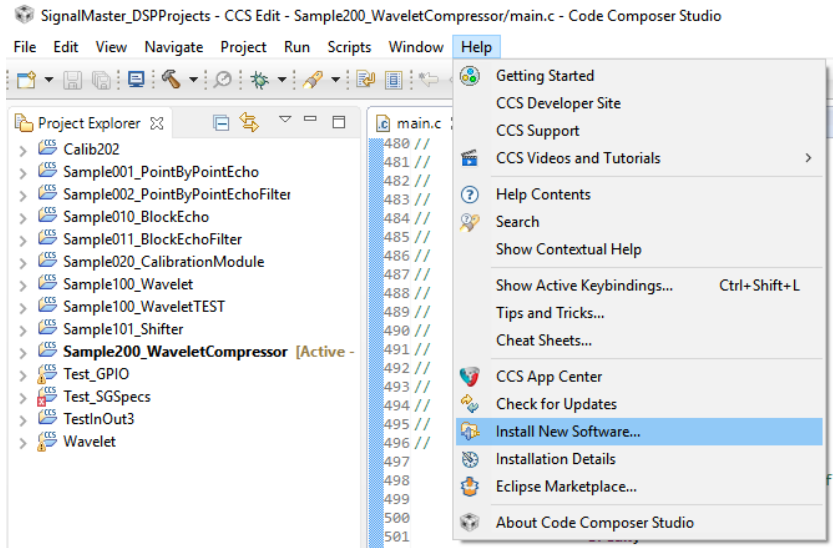 SignalMaster_DSPProjects - CCS Edit - Sample200_WaveletCompressor/main.c - Code Composer Studio
File Edit View Navigate Project Run Scripts Window Help
Project Explorer
Calib202
Sample001_PointByPointEcho
Sample002_PointByPointEchoFilter
Sample010_BlockEcho
Sample011_BlockEchoFilter
Sample020_CalibrationModule
Sample100_Wavelet
Sample100_WaveletTEST
Sample101_Shifter
Sample200_WaveletCompressor [Active -
Test_GPIO
Test_SGSpecs
TestInOut3
Wavelet
main.c
480 //
481 //
482 //
483 //
484 //
485 //
486 //
487 //
488 //
489 //
490 //
491 //
492 //
493 //
494 //
495 //
496 //
497
498
499
500
501
Getting Started
CCS Developer Site
CCS Support
CCS Videos and Tutorials
Help Contents
Search
Show Contextual Help
Show Active Keybindings... Ctrl+Shift+L
Tips and Tricks...
Cheat Sheets...
CCS App Center
Check for Updates
Install New Software...
Installation Details
Eclipse Marketplace...
About Code Composer Studio